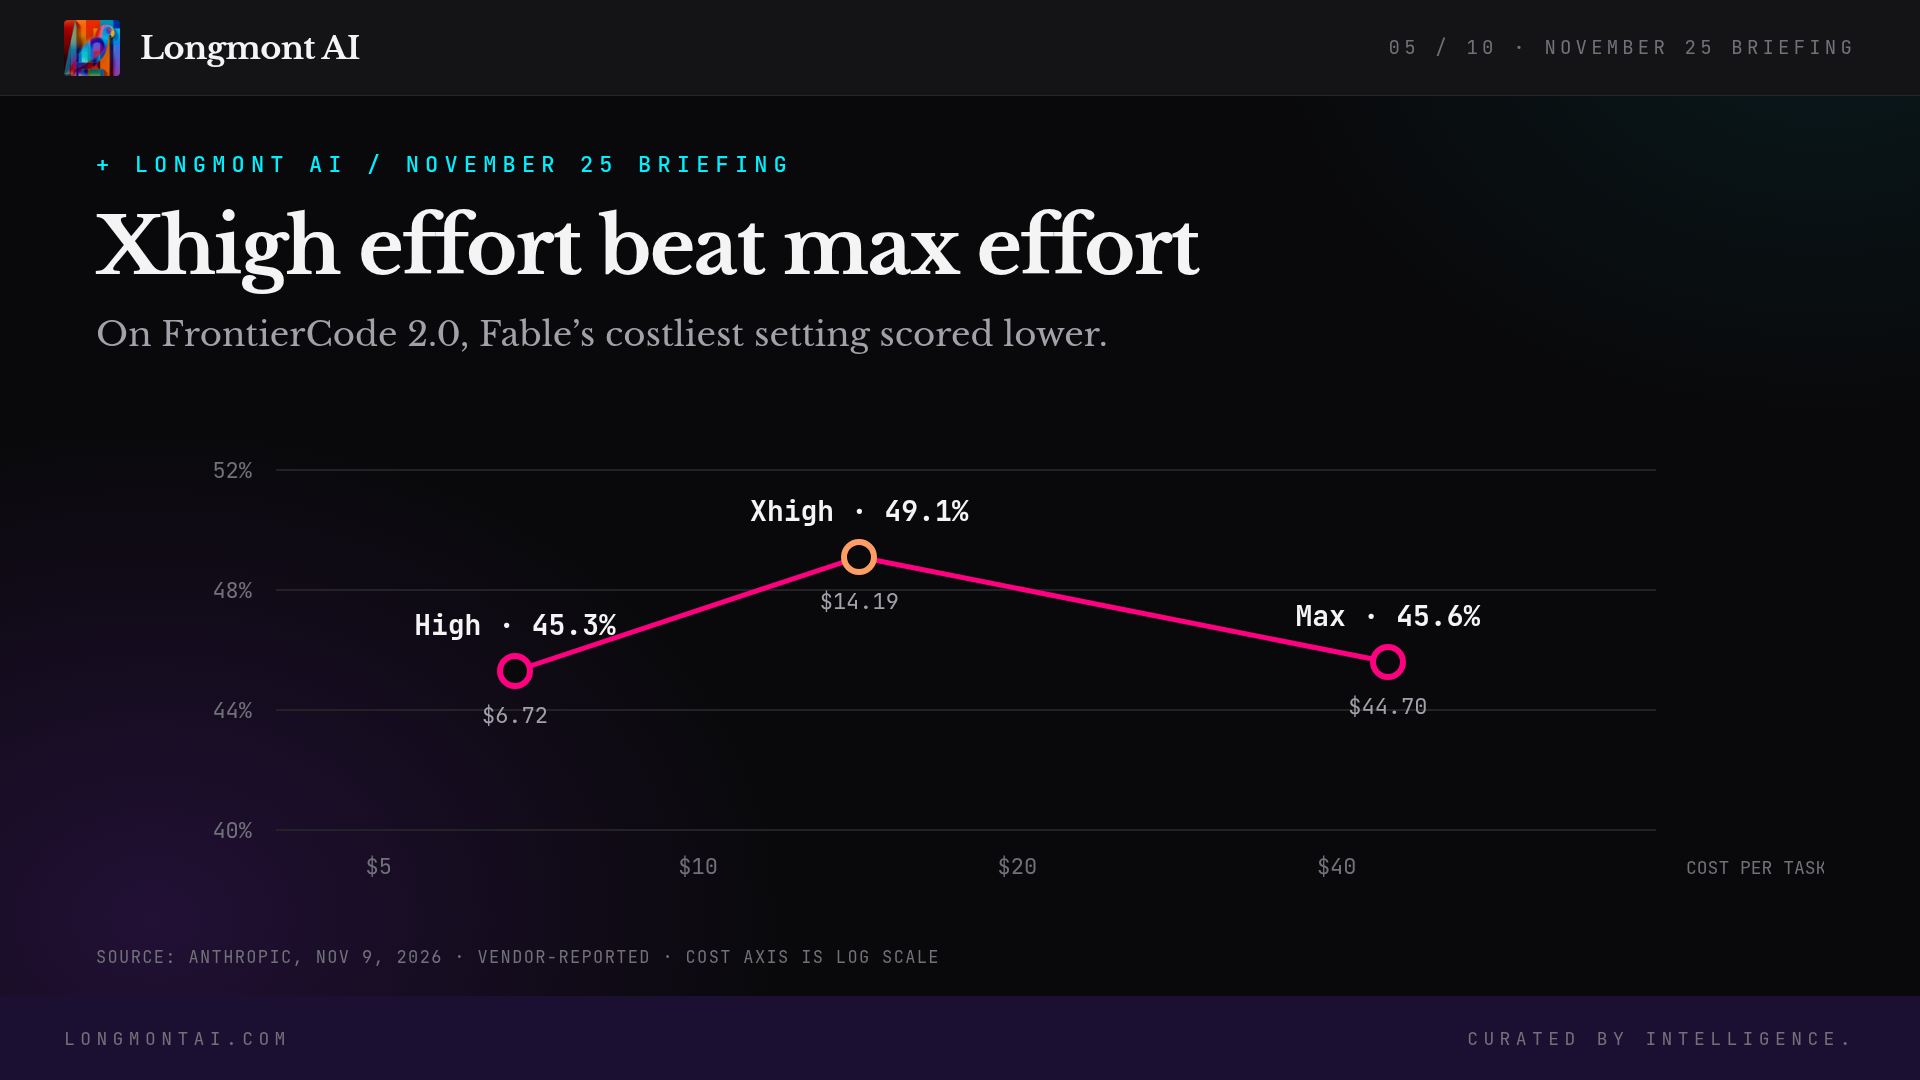 Longmont AI
05 / 10 · NOVEMBER 25 BRIEFING
+ LONGMONT AI / NOVEMBER 25 BRIEFING
Xhigh effort beat max effort
On FrontierCode 2.0, Fable’s costliest setting scored lower.
52%
Xhigh · 49.1%
48%
$14.19
High · 45.3%
Max · 45.6%
44%
$6.72
$44.70
40%
$5
$10
$20
$40
COST PER TASK
SOURCE: ANTHROPIC, NOV 9, 2026 · VENDOR-REPORTED · COST AXIS IS LOG SCALE
LONGMONTAI.COM
CURATED BY INTELLIGENCE.